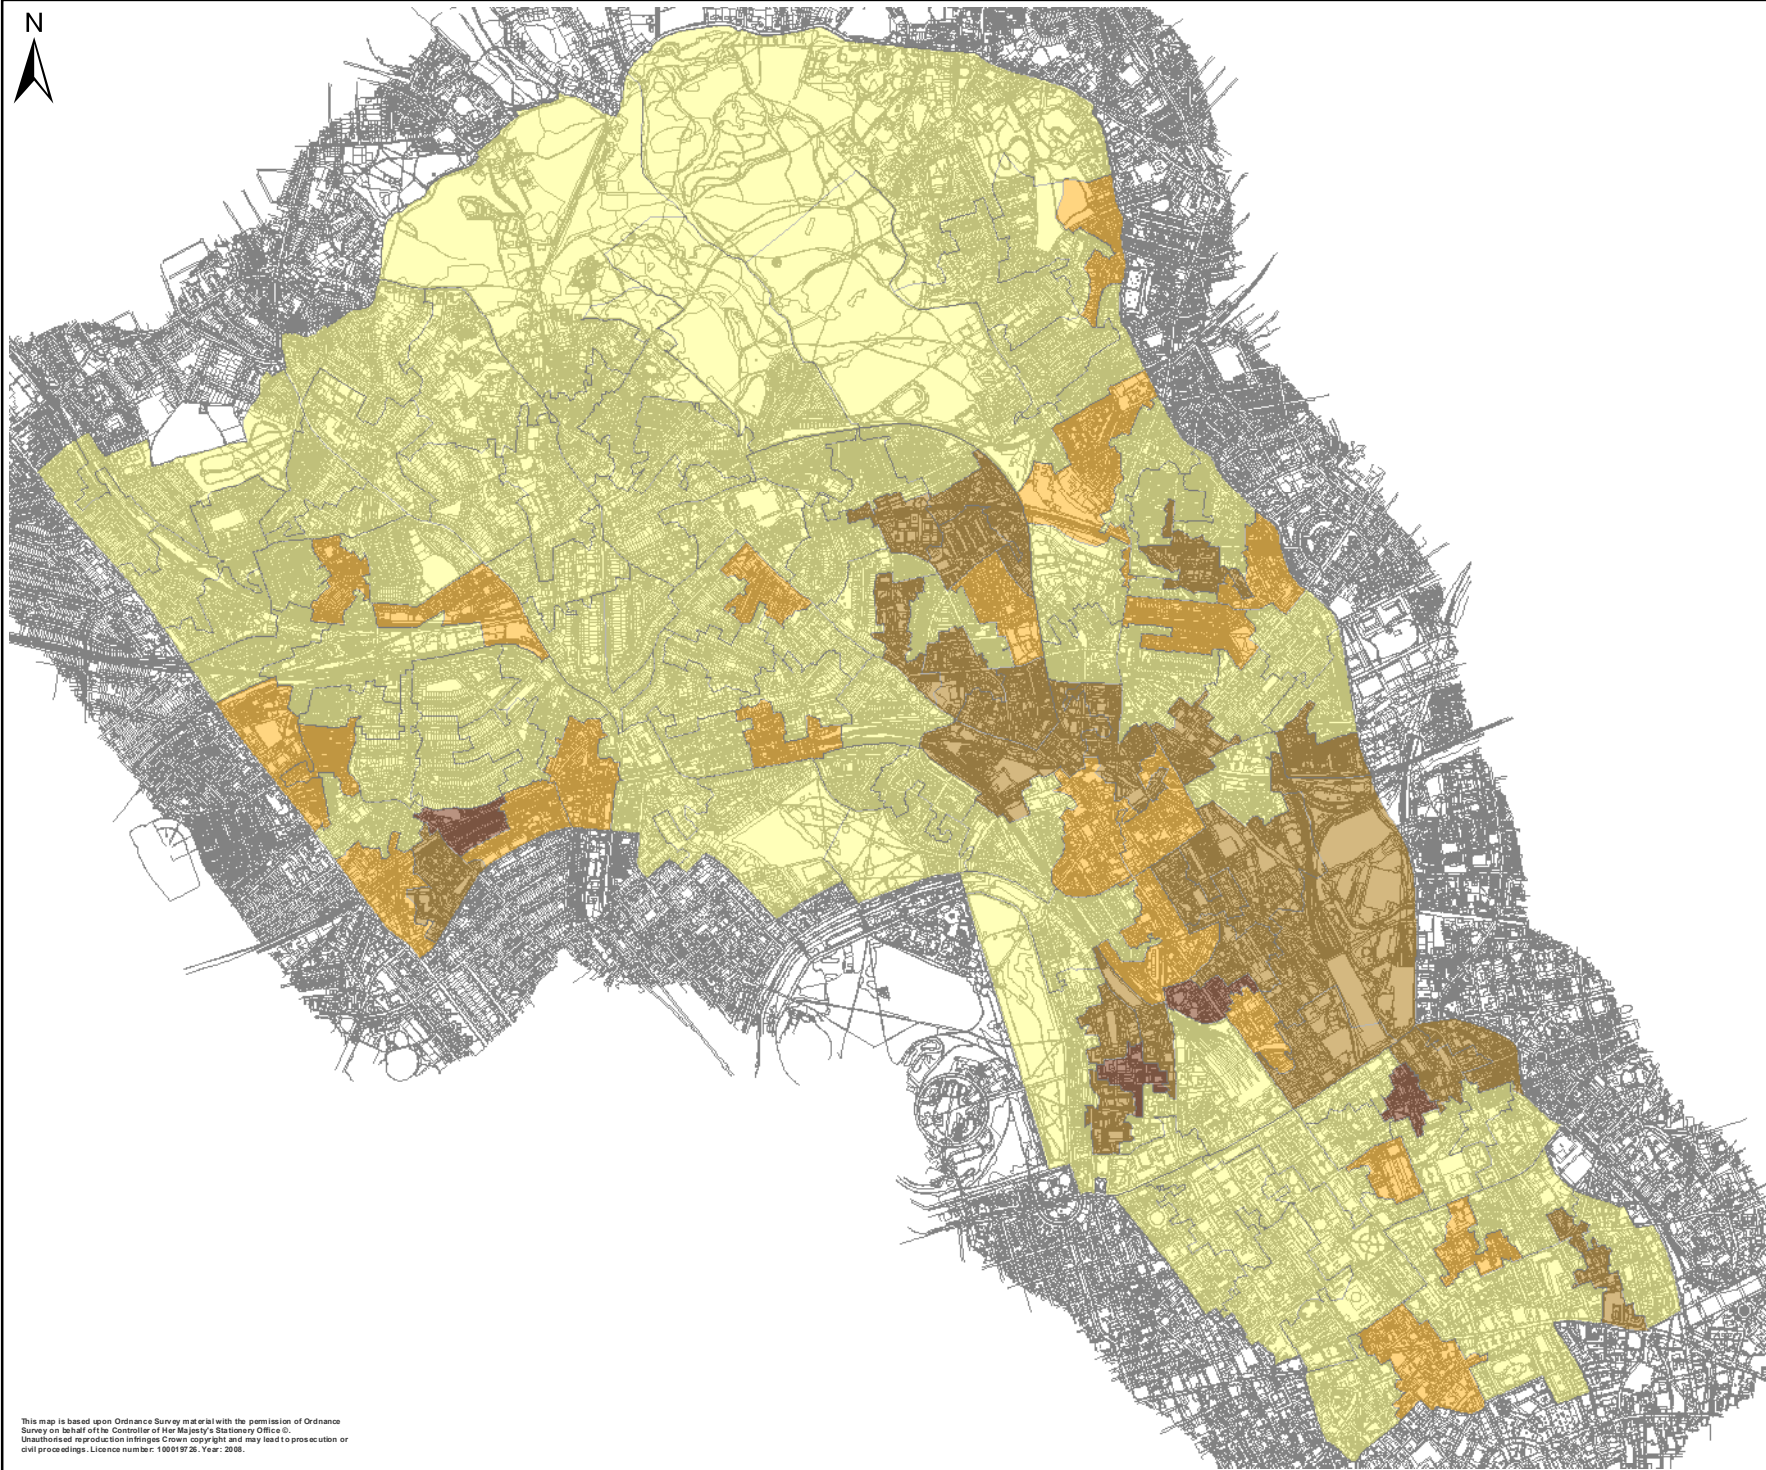 N
This map is based upon Ordnance Survey material with the permission of Ordnance
Survey on behalf of the Controller of Her Majesty's Stationery Office ©.
Unauthorised reproduction infringes Crown copyright and may lead to prosecution or
civil proceedings. Licence number: 100019726. Year: 2008.